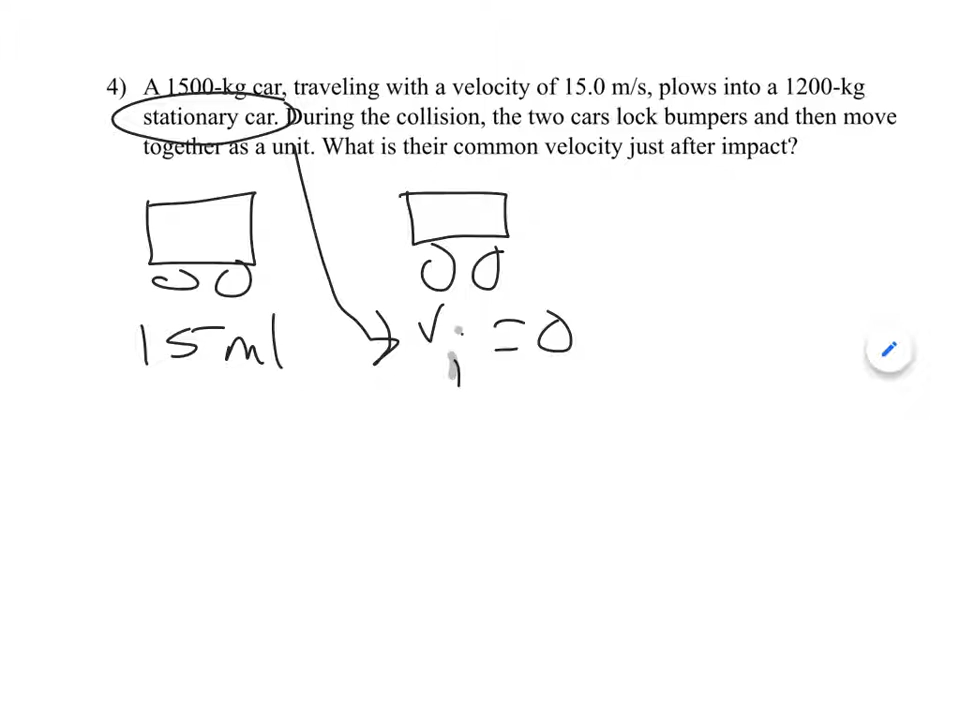 4) A 1500-kg car, traveling with a velocity of 15.0 m/s, plows into a 1200-kg
stationary car. During the collision, the two cars lock bumpers and then move
together as a unit. What is their common velocity just after impact?
15 m/
vi = 0